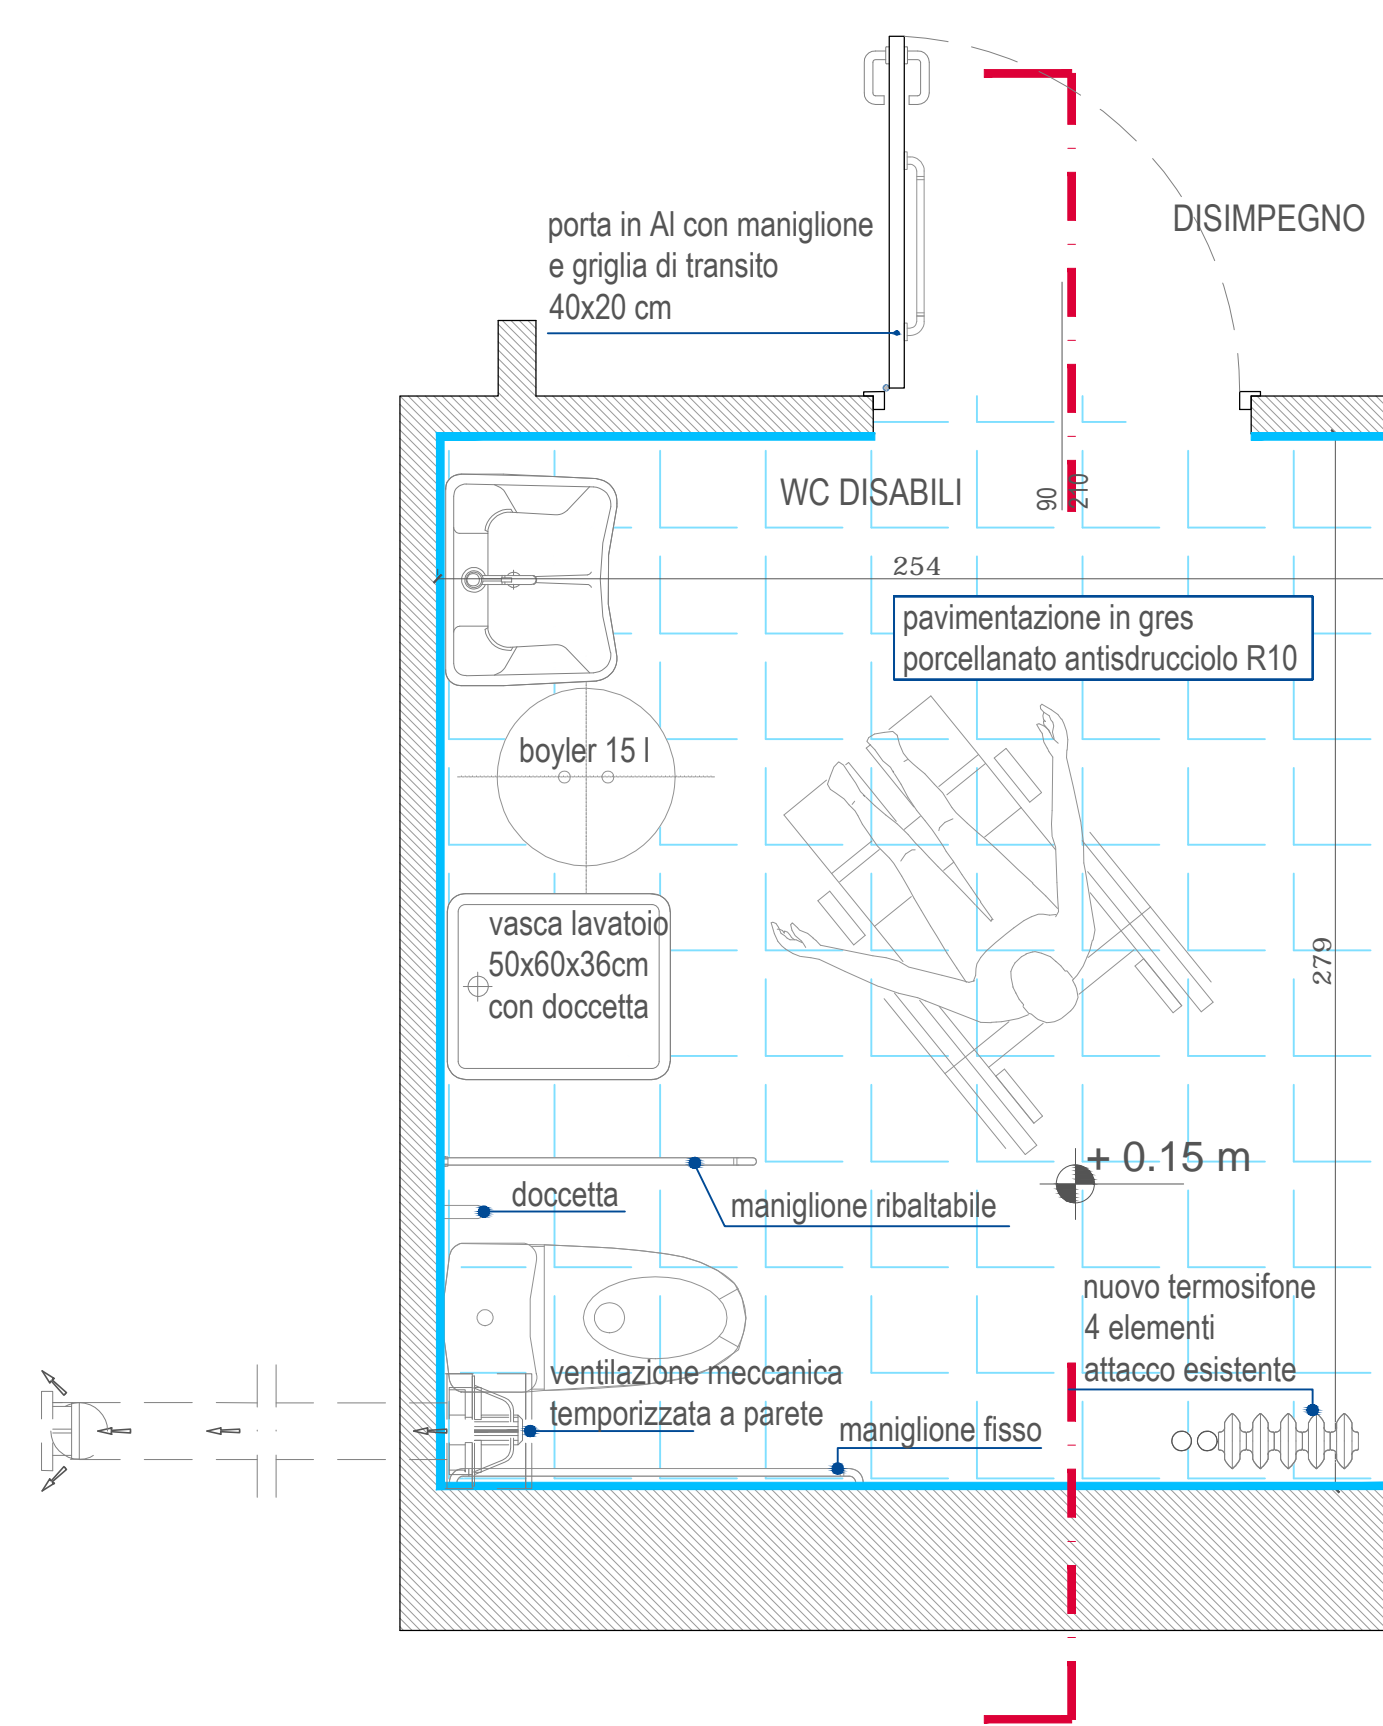 DISIMPEGNO
porta in Al con maniglione
e griglia di transito
40x20 cm
WC DISABILI
90
210
254
pavimentazione in gres
porcellanato antisdrucciolo R10
boyler 15 l
vasca lavatoio
50x60x36cm
con doccetta
279
+ 0.15 m
doccetta
maniglione ribaltabile
nuovo termosifone
4 elementi
attacco esistente
ventilazione meccanica
temporizzata a parete
maniglione fisso